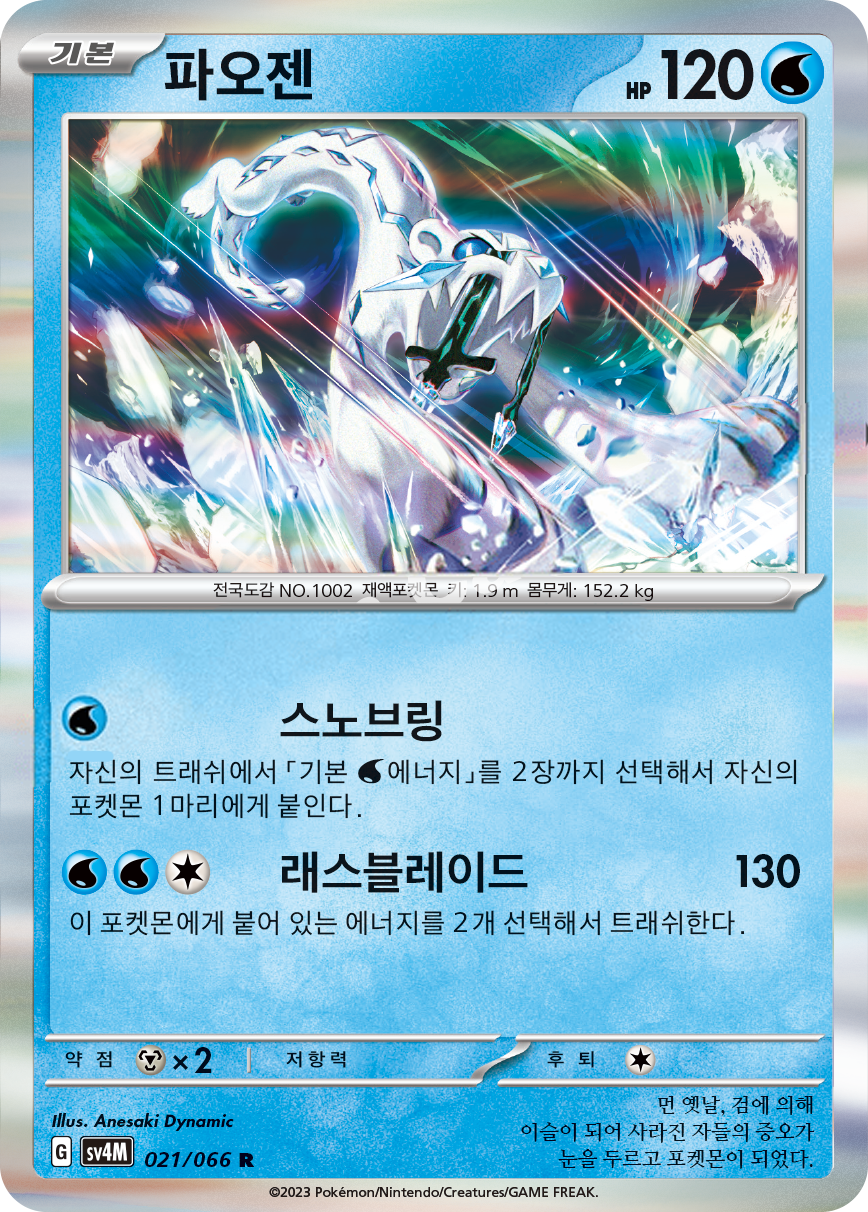 기본
파오젠
HP 120
전국도감 NO.1002 재액포켓몬 키: 1.9 m 몸무게: 152.2 kg
스노브링
자신의 트래쉬에서 「기본 에너지」를 2장까지 선택해서 자신의
포켓몬 1마리에게 붙인다.
래스블레이드 130
이 포켓몬에게 붙어 있는 에너지를 2개 선택해서 트래쉬한다.
약점 ×2 저항력 후퇴
먼 옛날, 검에 의해
이슬이 되어 사라진 자들의 증오가
눈을 두르고 포켓몬이 되었다.
Illus. Anesaki Dynamic
G SV4M 021/066 R
©2023 Pokémon/Nintendo/Creatures/GAME FREAK.